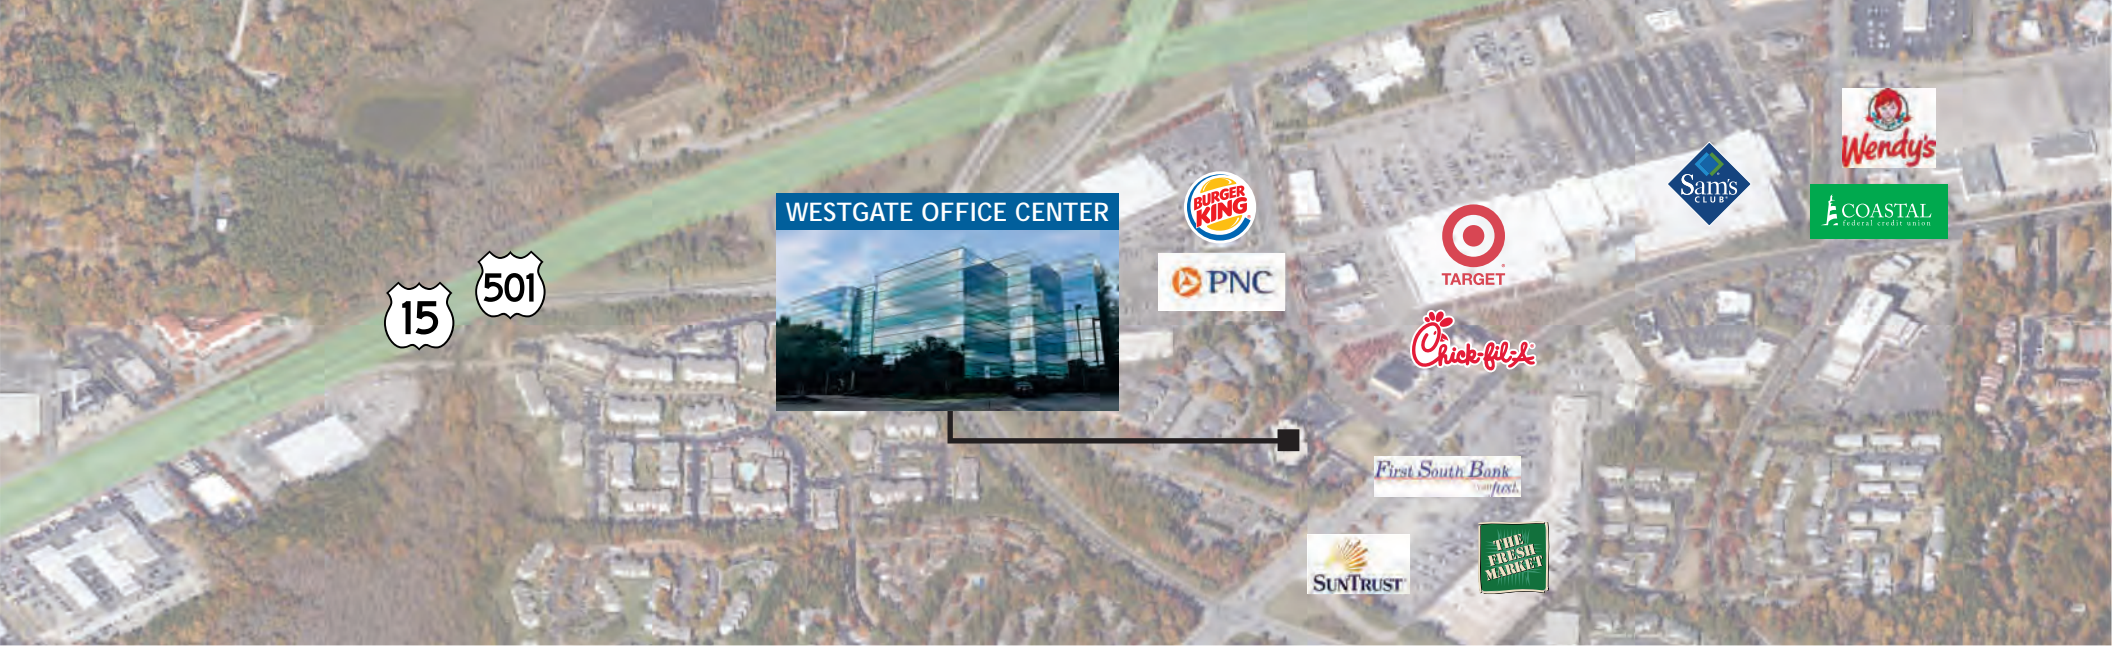 15
501
WESTGATE OFFICE CENTER
BURGER
KING
PNC
TARGET
Chick-fil-A
Sam's
CLUB
Wendy's
COASTAL
federal credit union
First South Bank
first.
SUNTRUST
THE
FRESH
MARKET